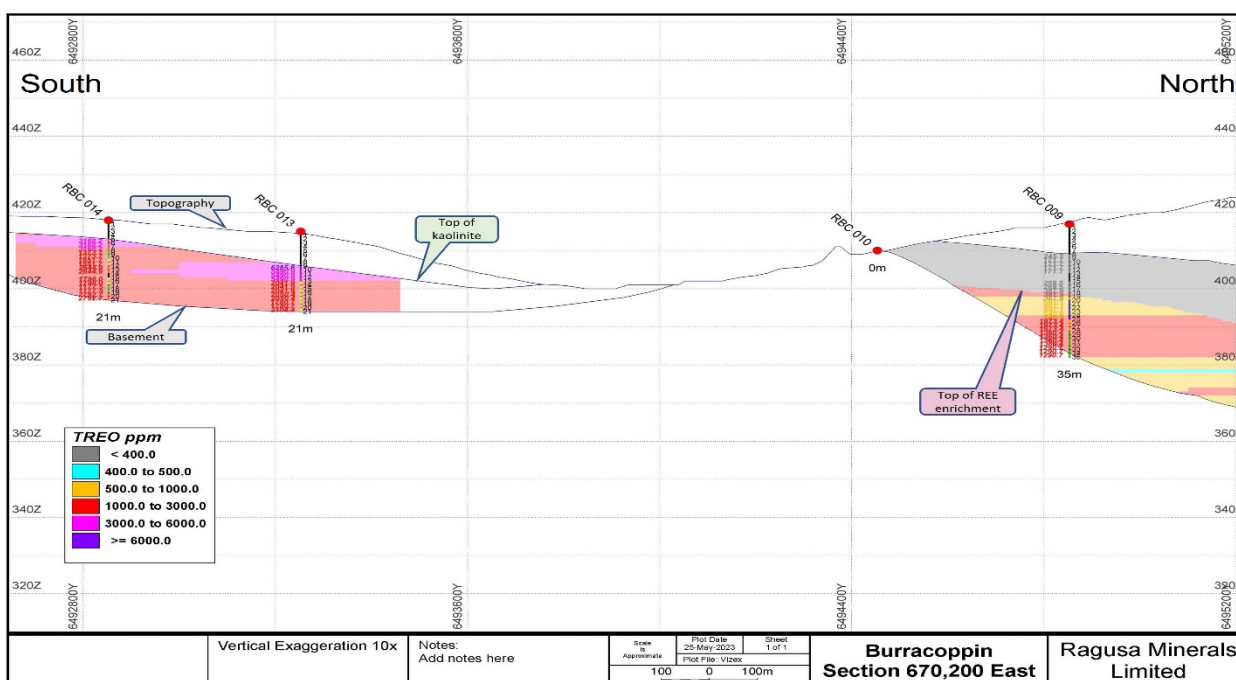 6492800Y
6493600Y
6494400Y
6495200Y
460Z
460Z
South
North
440Z
440Z
RBC 014
Topography
RBC 013
Top of
kaolinite
RBC 010
RBC 009
420Z
420Z
0m
400Z
400Z
21m
21m
Basement
380Z
380Z
35m
Top of REE
enrichment
360Z
360Z
TREO ppm
< 400.0
400.0 to 500.0
500.0 to 1000.0
1000.0 to 3000.0
3000.0 to 6000.0
>= 6000.0
340Z
340Z
320Z
320Z
6492800Y
6493600Y
6494400Y
6495200Y
Vertical Exaggeration 10x
Notes:
Add notes here
Scale
is
Approximate
Plot Date
25-May-2023
Sheet
1 of 1
Plot File: Vizex
100 0 100m
Burracoppin
Section 670,200 East
Ragusa Minerals
Limited